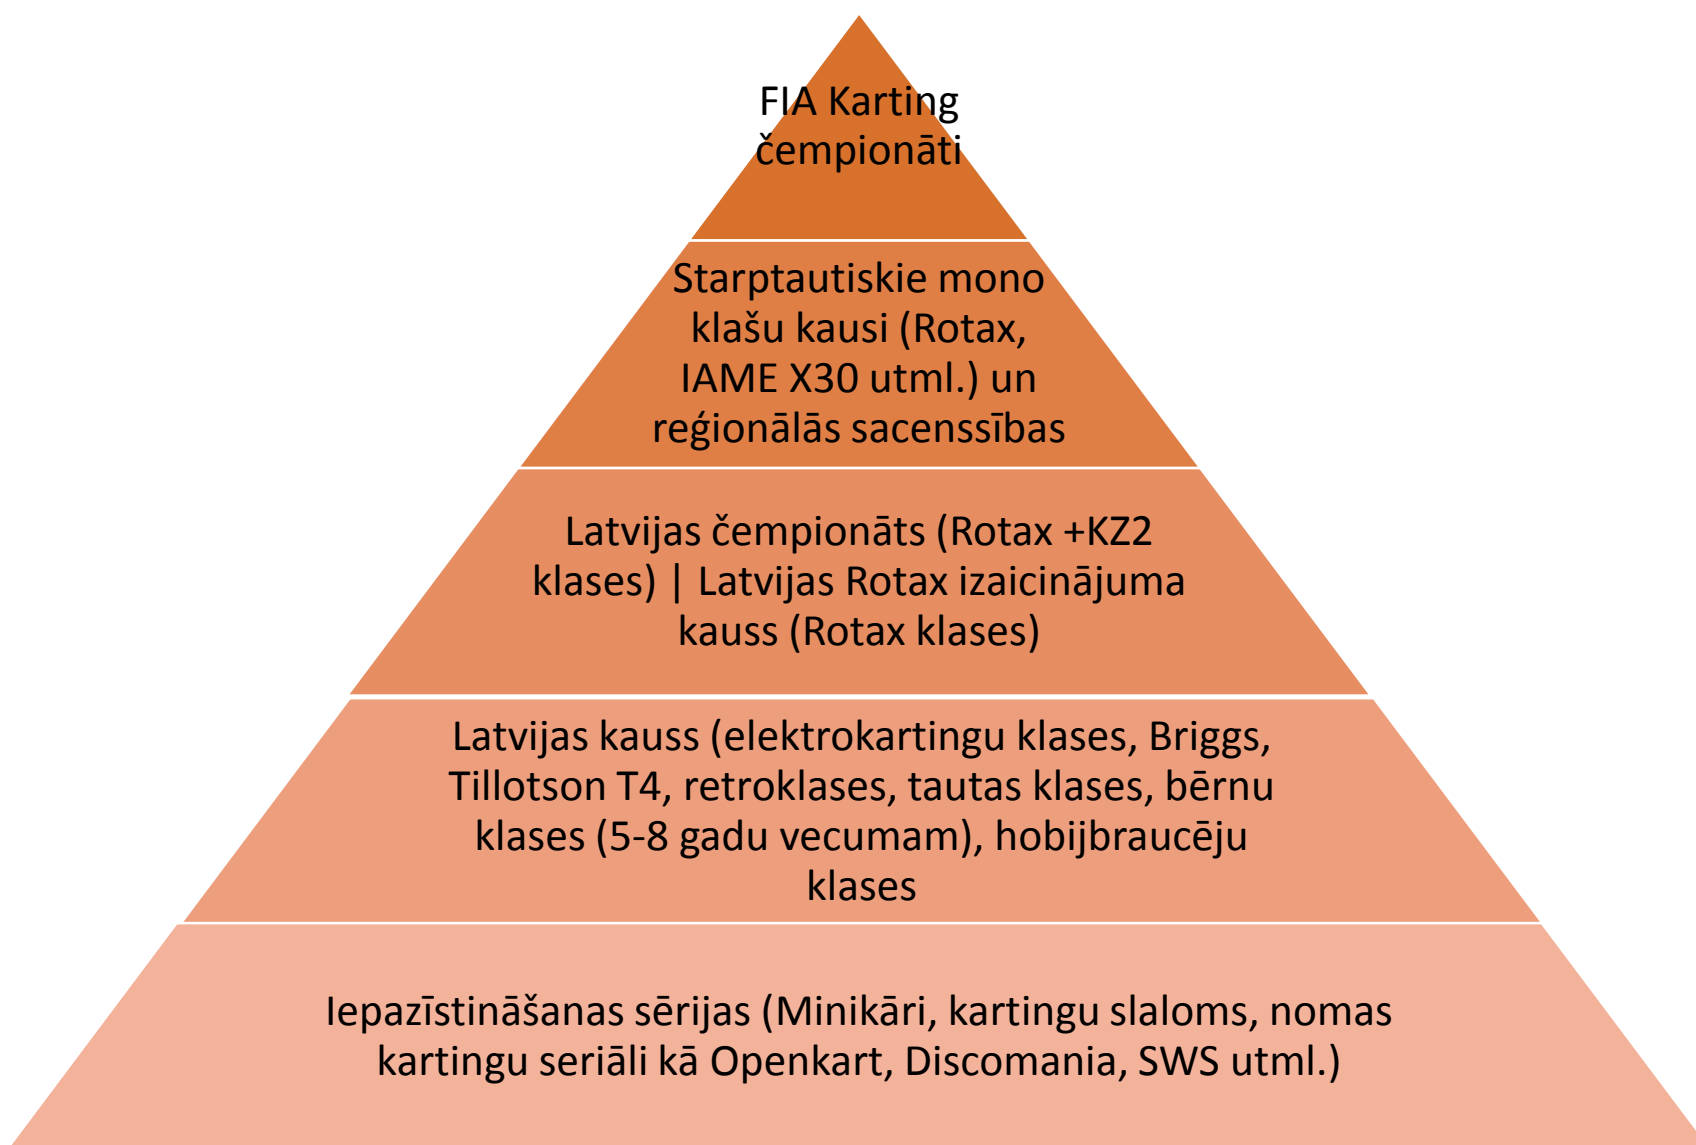 FIA Karting
čempionāti
Starptautiskie mono
klašu kausi (Rotax,
IAME X30 utml.) un
reģionālās sacenssības
Latvijas čempionāts (Rotax +KZ2
klases) | Latvijas Rotax izaicinājuma
kauss (Rotax klases)
Latvijas kauss (elektrokartingu klases, Briggs,
Tillotson T4, retroklases, tautas klases, bērnu
klases (5-8 gadu vecumam), hobijbraucēju
klases
Iepazīstināšanas sērijas (Minikāri, kartingu slaloms, nomas
kartingu seriāli kā Openkart, Discomania, SWS utml.)